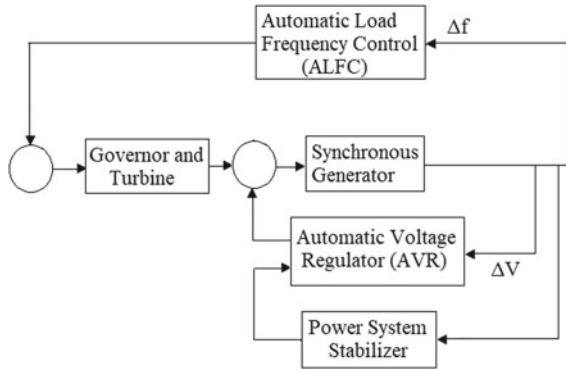 Automatic Load
Frequency Control
(ALFC)
Δf
Governor and
Turbine
Synchronous
Generator
Automatic Voltage
Regulator (AVR)
ΔV
Power System
Stabilizer